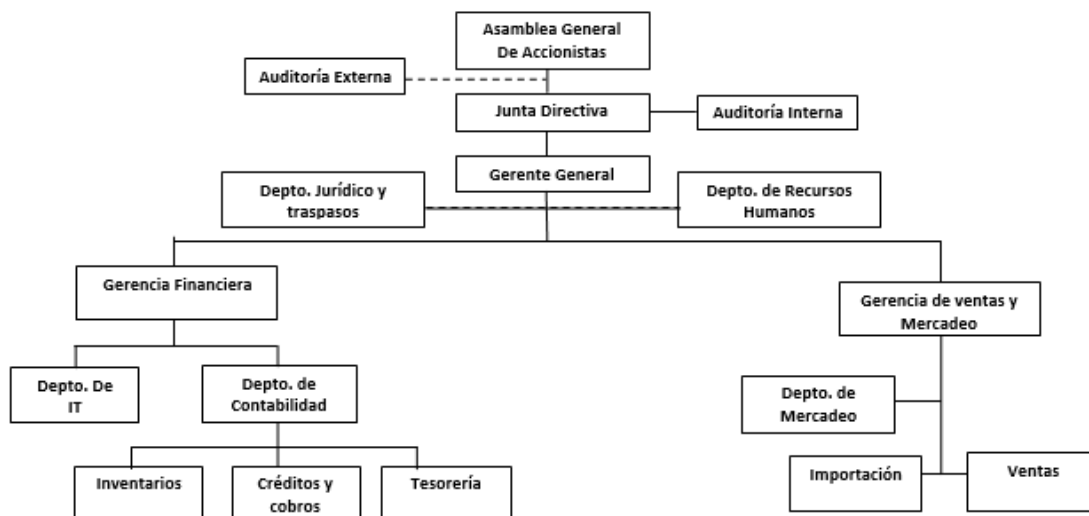 Asamblea General
De Accionistas
Auditoría Externa
Junta Directiva
Auditoría Interna
Gerente General
Depto. Jurídico y
traspasos
Depto. de Recursos
Humanos
Gerencia Financiera
Gerencia de ventas y
Mercadeo
Depto. De
IT
Depto. de
Contabilidad
Depto. de
Mercadeo
Inventarios
Créditos y
cobros
Tesorería
Importación
Ventas